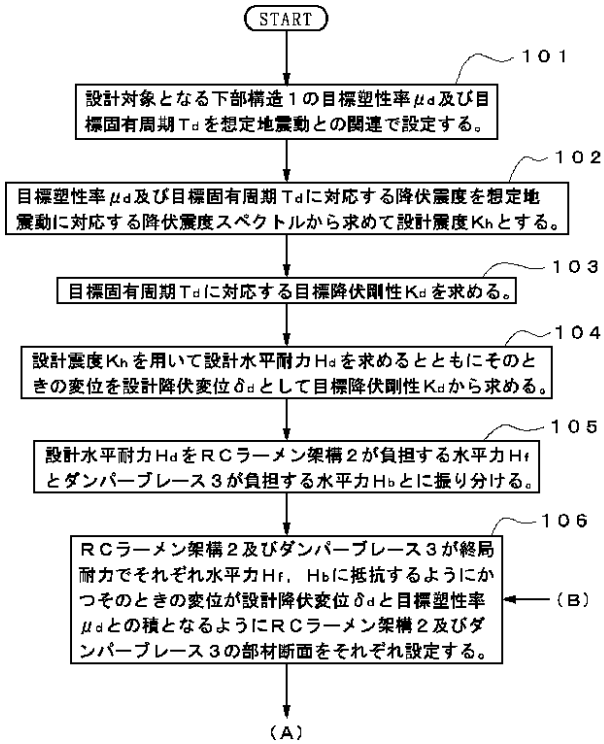 START
101
設計対象となる下部構造1の目標塑性率μd及び目
標固有周期Tdを想定地震動との関連で設定する。
102
目標塑性率μd及び目標固有周期Tdに対応する降伏震度を想定地
震動に対応する降伏震度スペクトルから求めて設計震度Khとする。
103
目標固有周期Tdに対応する目標降伏剛性Kdを求める。
104
設計震度Khを用いて設計水平耐力Hdを求めるとともにそのと
きの変位を設計降伏変位δdとして目標降伏剛性Kdから求める。
105
設計水平耐力HdをRCラーメン架構2が負担する水平力Hf
とダンパーブレース3が負担する水平力Hbとに振り分ける。
106
RCラーメン架構2及びダンパーブレース3が終局
耐力でそれぞれ水平力Hf,Hbに抵抗するようにか
つそのときの変位が設計降伏変位δdと目標塑性率
μdとの積となるようにRCラーメン架構2及びダ
ンパーブレース3の部材断面をそれぞれ設定する。
(B)
(A)